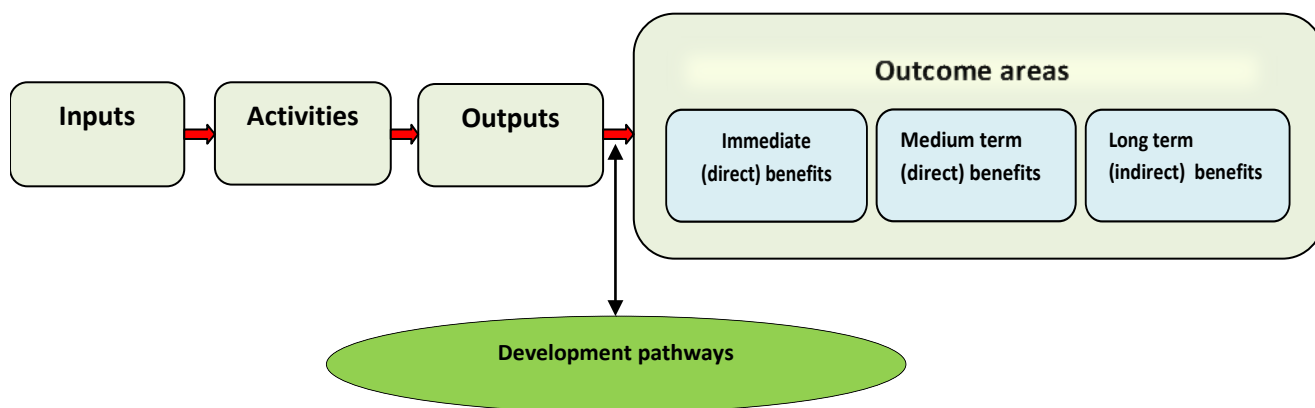 Inputs
Activities
Outputs
Outcome areas
Immediate
(direct) benefits
Medium term
(direct) benefits
Long term
(indirect) benefits
Development pathways